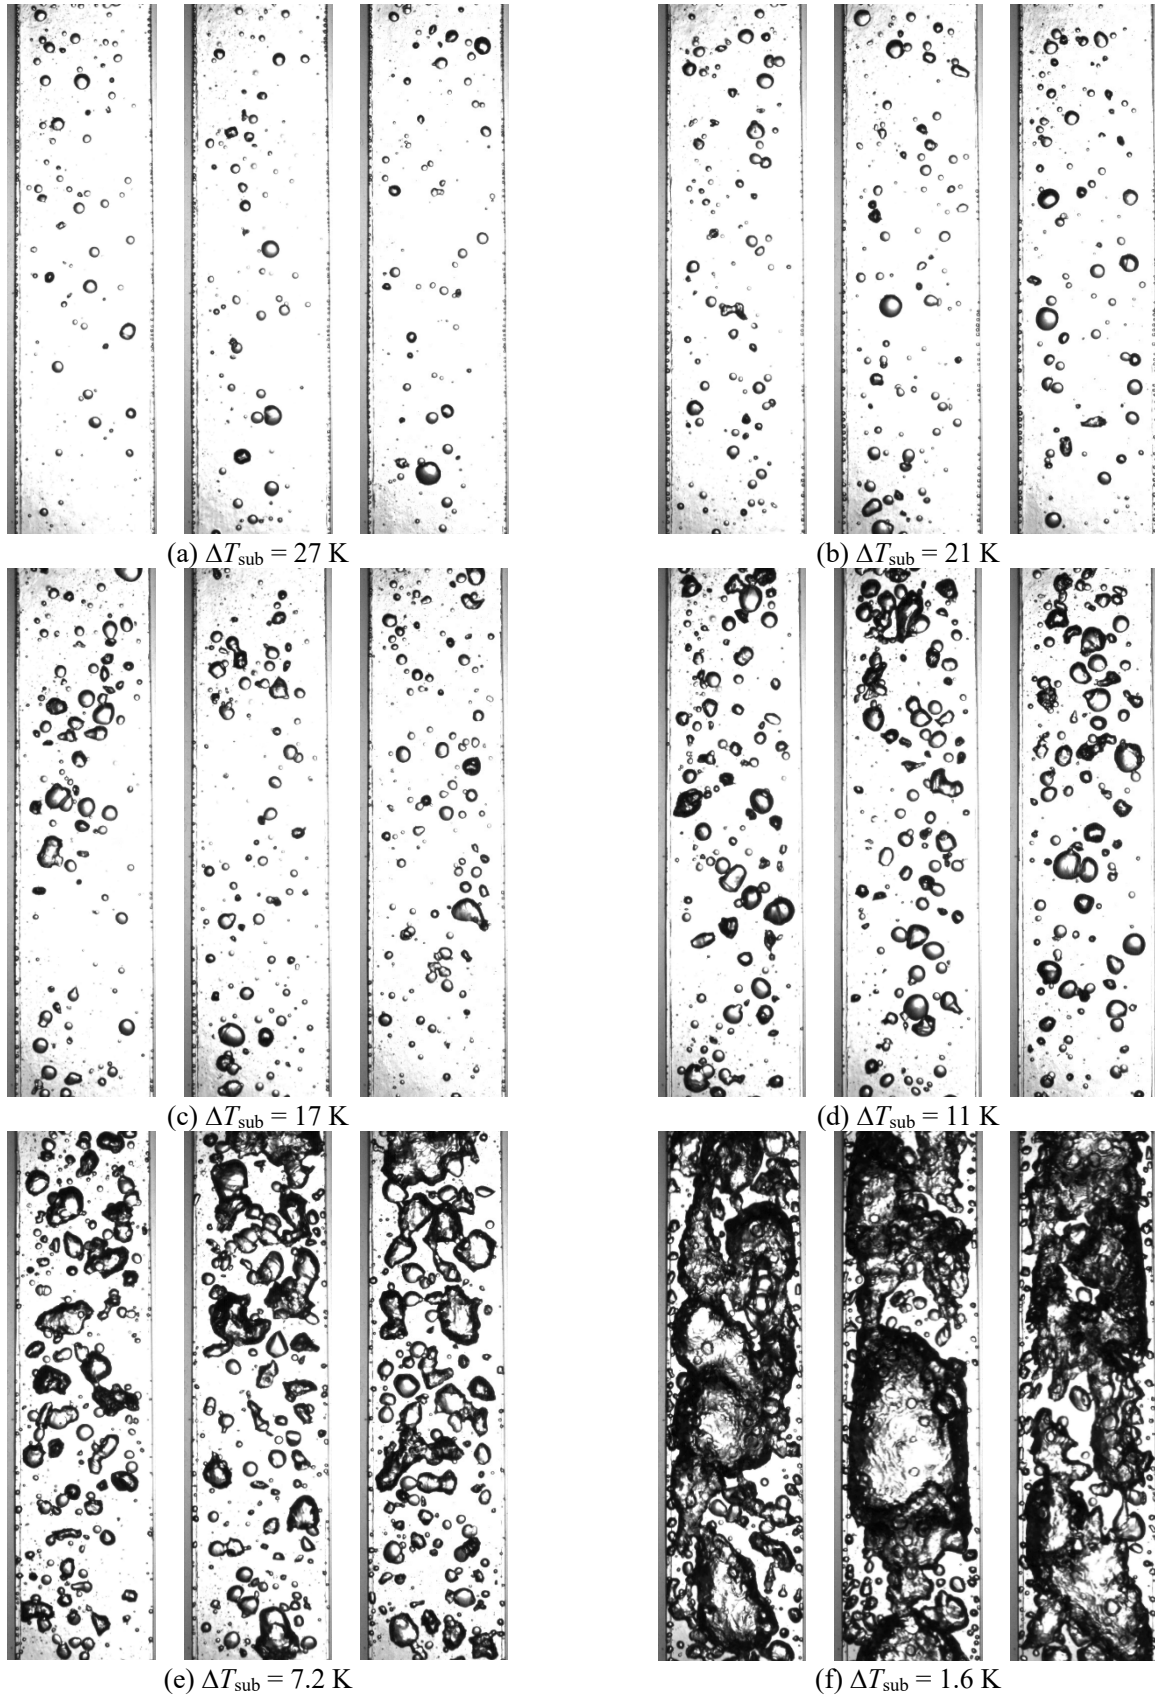 (a) ΔTsub = 27 K
(b) ΔTsub = 21 K
(c) ΔTsub = 17 K
(d) ΔTsub = 11 K
(e) ΔTsub = 7.2 K
(f) ΔTsub = 1.6 K